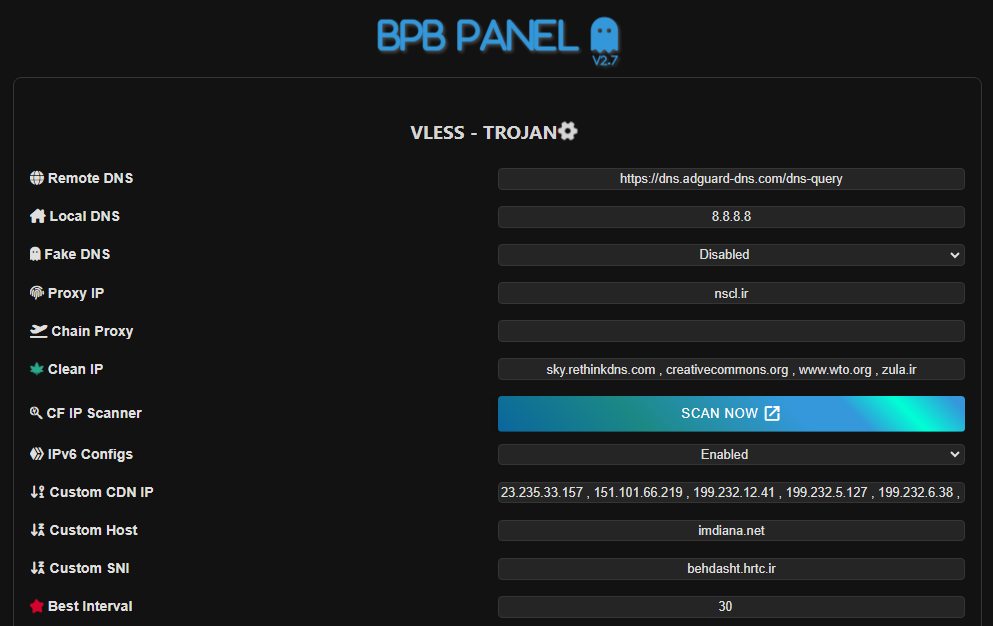 BPB PANEL
V2.7
VLESS - TROJAN
Remote DNS https://dns.adguard-dns.com/dns-query
Local DNS 8.8.8.8
Fake DNS Disabled
Proxy IP nscl.ir
Chain Proxy
Clean IP sky.rethinkdns.com , creativecommons.org , www.wto.org , zula.ir
CF IP Scanner SCAN NOW
IPv6 Configs Enabled
Custom CDN IP 23.235.33.157 , 151.101.66.219 , 199.232.12.41 , 199.232.5.127 , 199.232.6.38 ,
Custom Host imdiana.net
Custom SNI behdasht.hrtc.ir
Best Interval 30